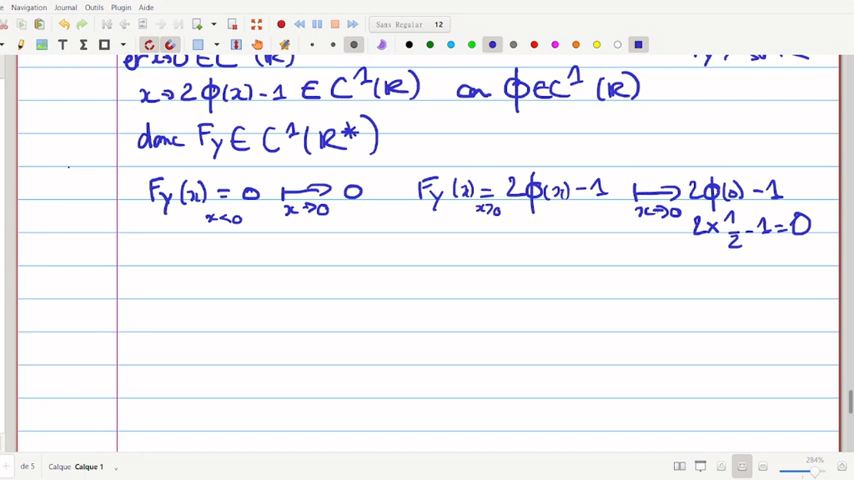 Navigation Journal Outils Plugin Aide
Sans Regular 12
x → 2ϕ(x) - 1 ∈ C¹(ℝ) car ϕ ∈ C¹(ℝ)
donc F_Y ∈ C¹(ℝ*)
F_Y(x) =_{x<0} 0 ⟼_{x→0} 0 F_Y(x) =_{x>0} 2ϕ(x) - 1 ⟼_{x→0} 2ϕ(0) - 1
2 × 1/2 - 1 = 0
de 5 Calque Calque 1 284%